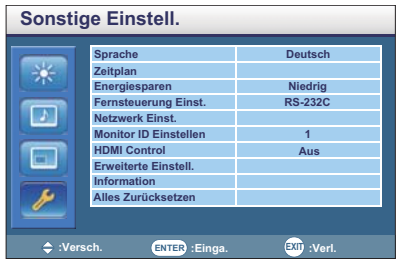 Sonstige Einstell.
Sprache Deutsch
Zeitplan
Energiesparen Niedrig
Fernsteuerung Einst. RS-232C
Netzwerk Einst.
Monitor ID Einstellen 1
HDMI Control Aus
Erweiterte Einstell.
Information
Alles Zurücksetzen
:Versch. ENTER :Einga. EXIT :Verl.